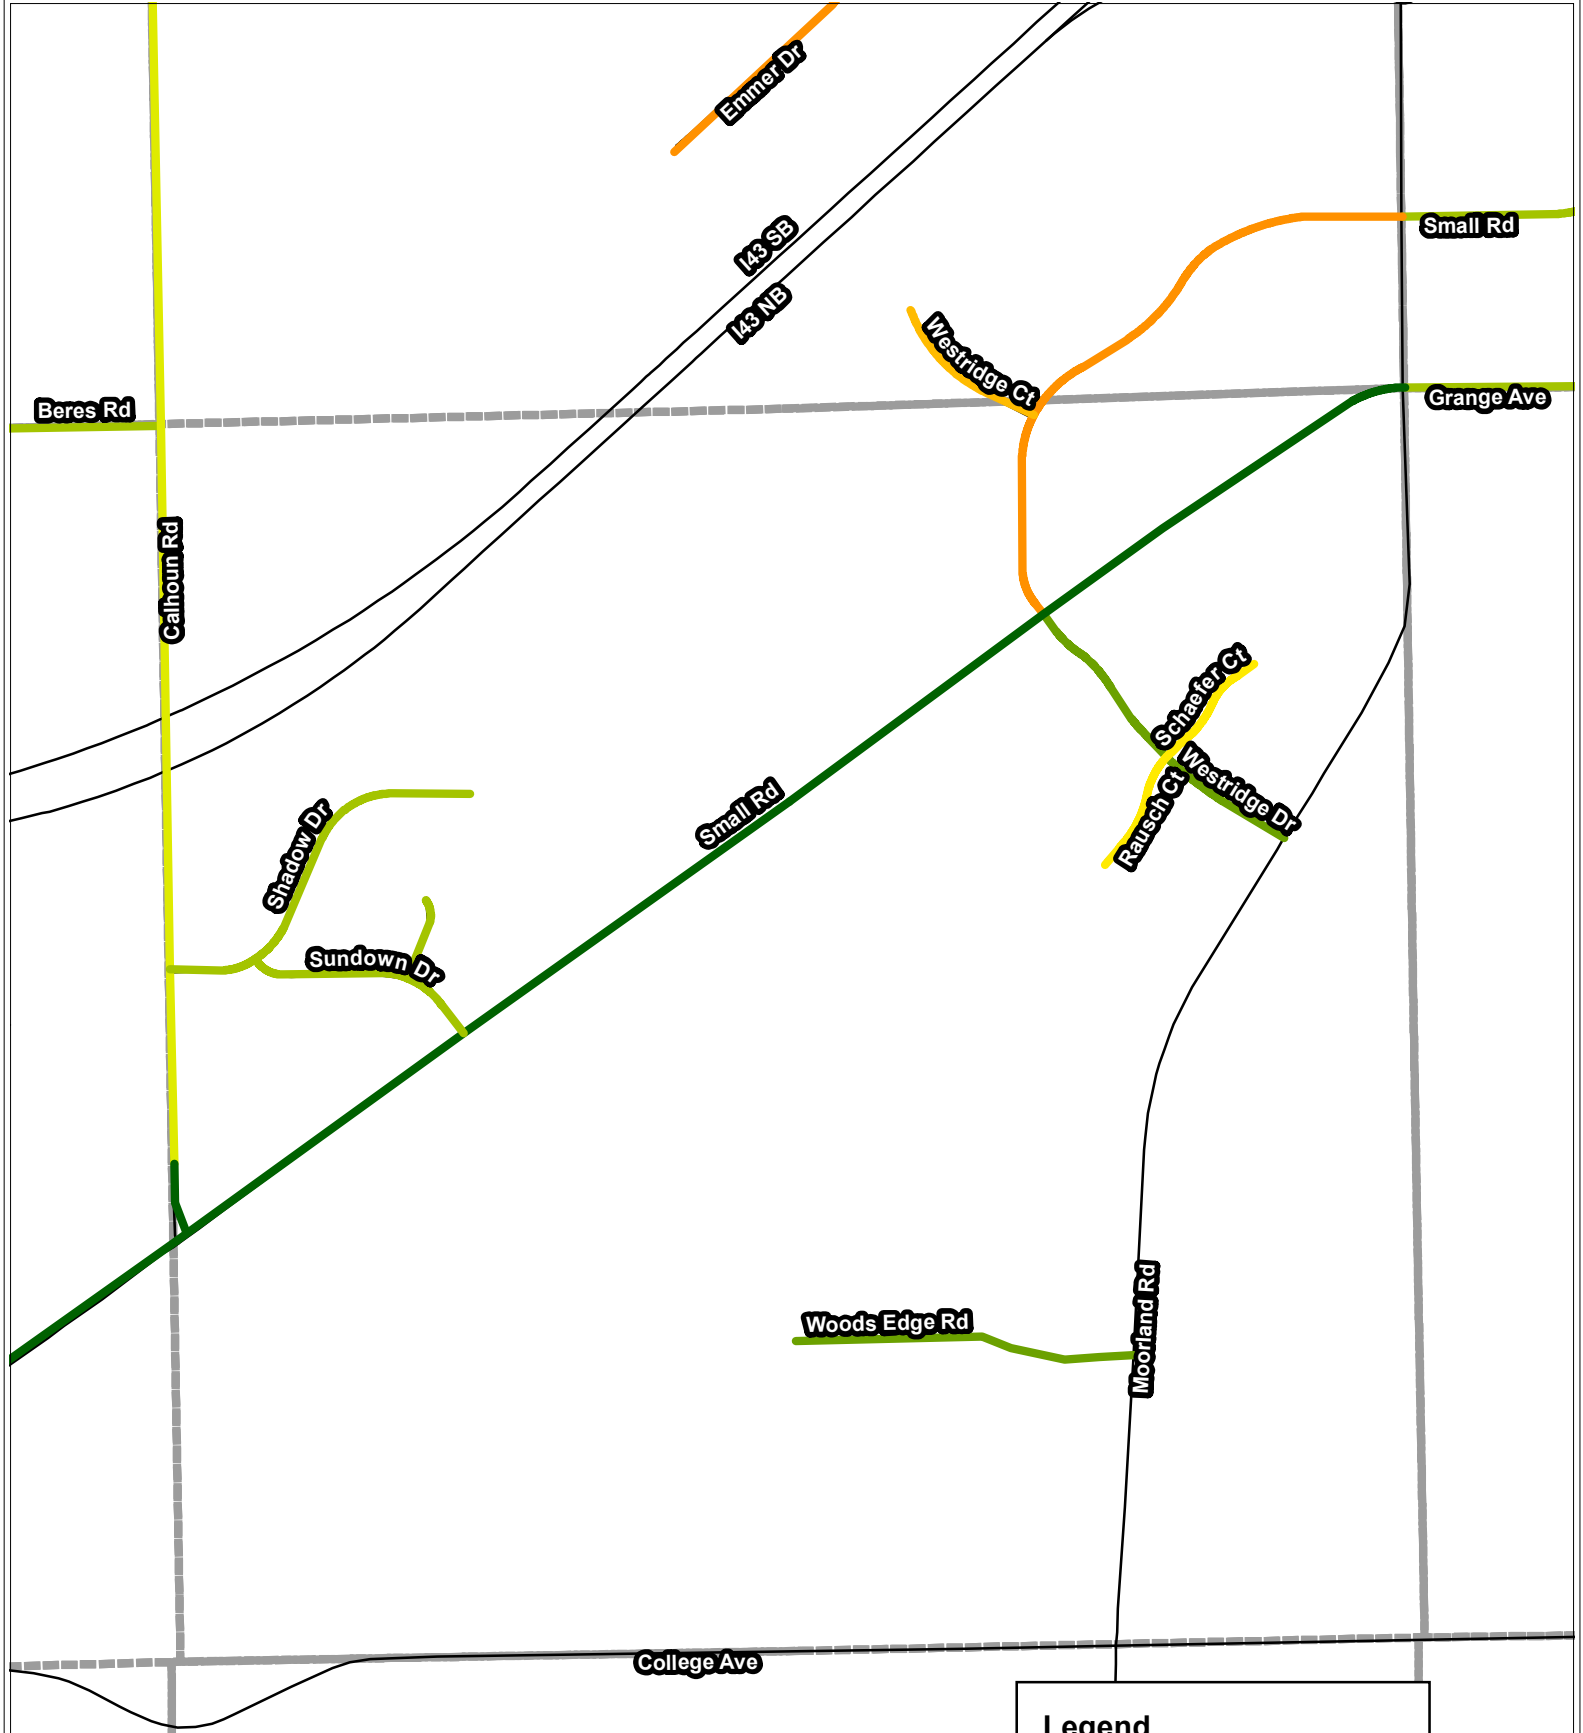 Emmer Dr
Small Rd
I43 SB
I43 NB
Westridge Ct
Grange Ave
Beres Rd
Calhoun Rd
Schaefer Ct
Westridge Dr
Rausch Ct
Small Rd
Shadow Dr
Sundown Dr
Woods Edge Rd
Moorland Rd
College Ave
Legend